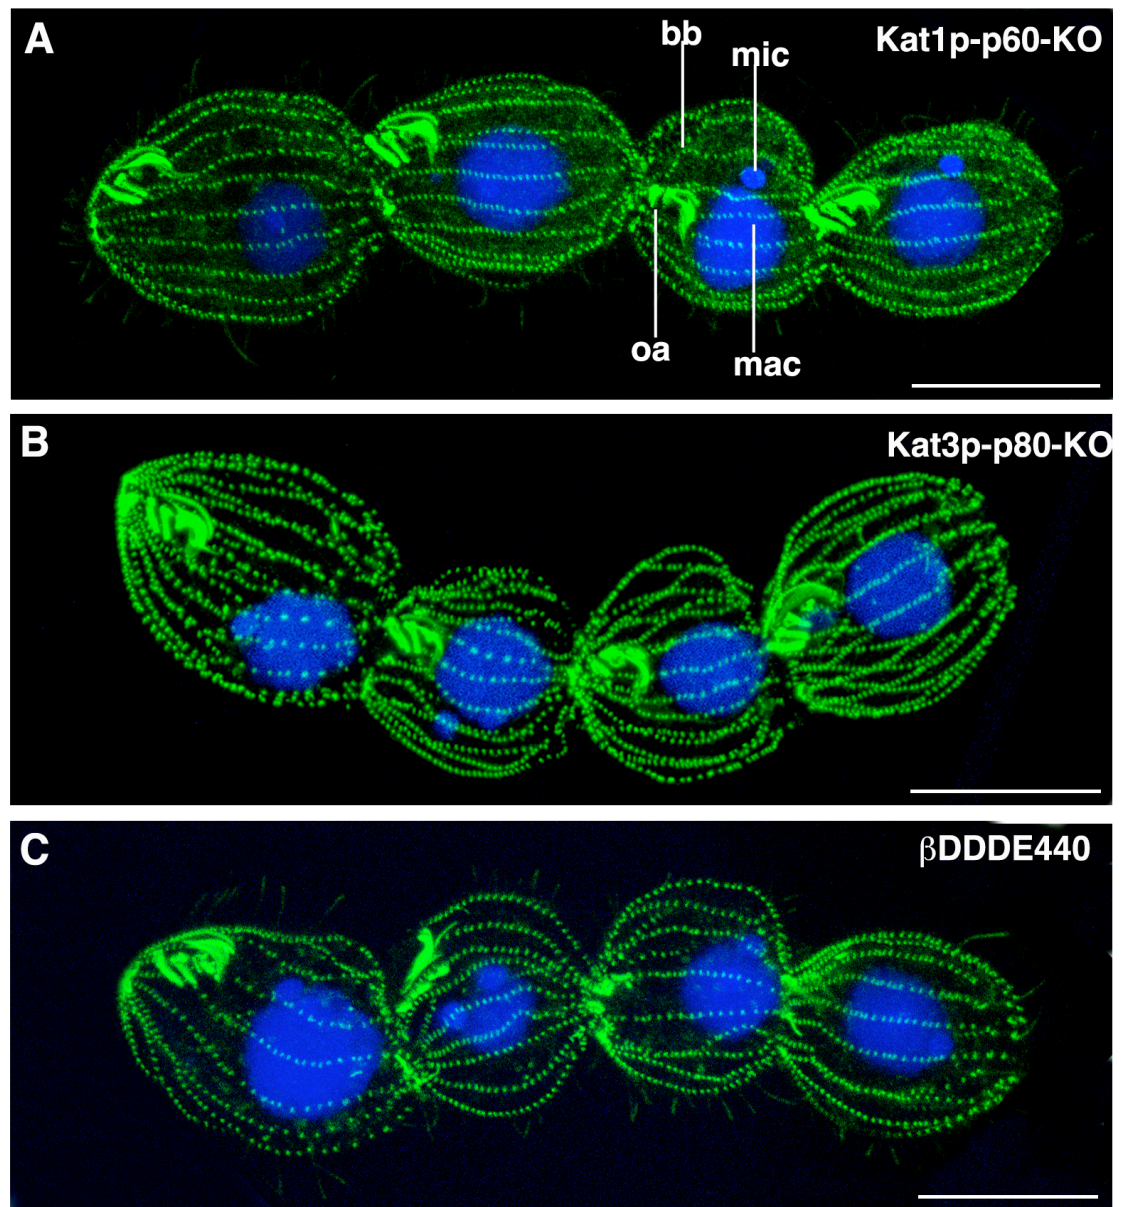 A
bb
mic
Kat1p-p60-KO
oa
mac
B
Kat3p-p80-KO
C
βDDDE440